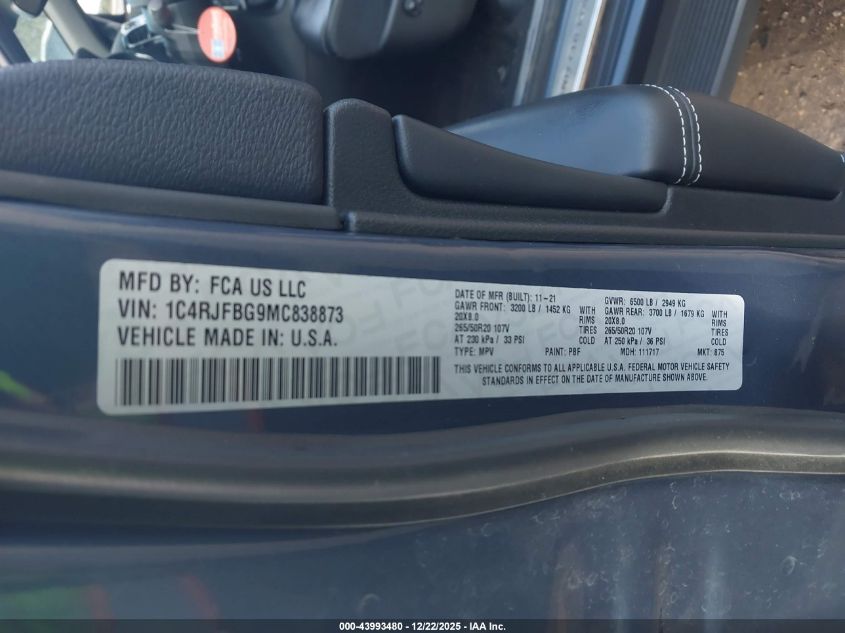 MFD BY: FCA US LLC
VIN: 1C4RJFBG9MC838873
VEHICLE MADE IN: U.S.A.
DATE OF MFR (BUILT): 11-21
GAWR FRONT: 3200 LB / 1452 KG WITH
20X8.0 RIMS
265/50R20 107V TIRES
AT 230 kPa / 33 PSI COLD
TYPE: MPV PAINT: PBF
GVWR: 6500 LB / 2949 KG
GAWR REAR: 3700 LB / 1679 KG WITH
20X8.0 RIMS
265/50R20 107V TIRES
AT 250 kPa / 36 PSI COLD
MDH: 111717 MKT: 875
THIS VEHICLE CONFORMS TO ALL APPLICABLE U.S.A. FEDERAL MOTOR VEHICLE SAFETY
STANDARDS IN EFFECT ON THE DATE OF MANUFACTURE SHOWN ABOVE.
000-43993480 - 12/22/2025 - IAA Inc.